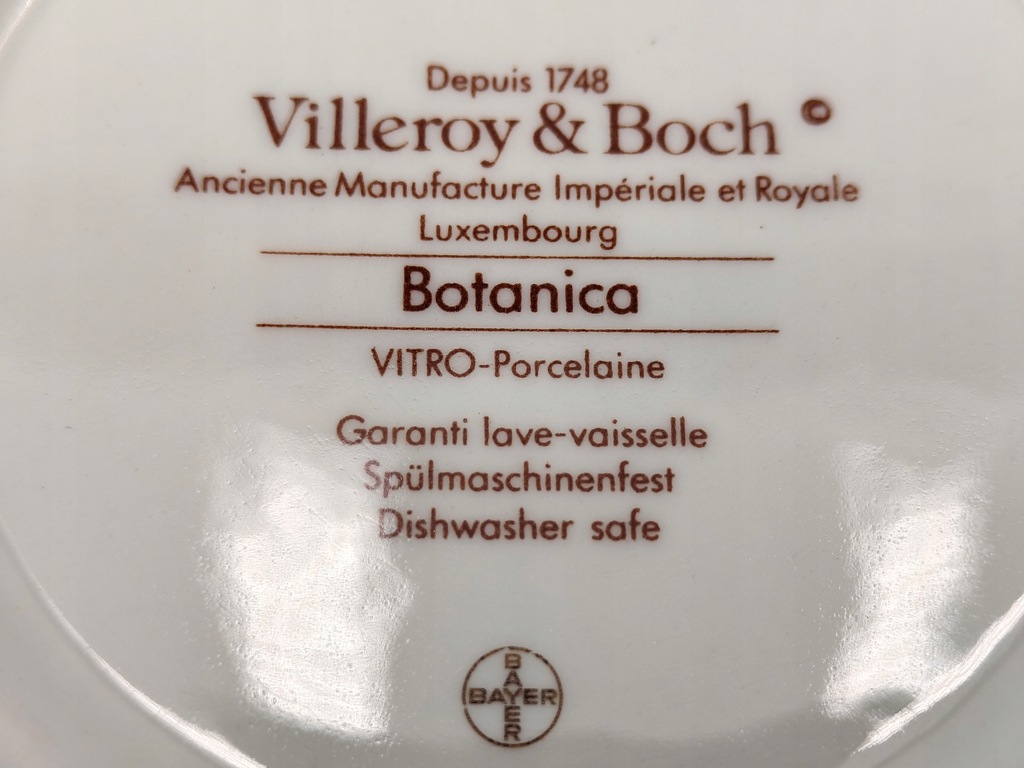 Depuis 1748
Villeroy & Boch ©
Ancienne Manufacture Impériale et Royale
Luxembourg
Botanica
VITRO-Porcelaine
Garanti lave-vaisselle
Spülmaschinenfest
Dishwasher safe
BAYER
BAYER